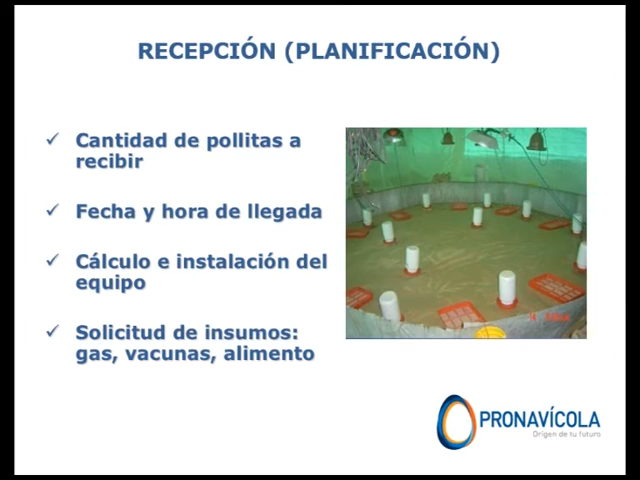 RECEPCIÓN (PLANIFICACIÓN)
✓ Cantidad de pollitas a
recibir
✓ Fecha y hora de llegada
✓ Cálculo e instalación del
equipo
✓ Solicitud de insumos:
gas, vacunas, alimento
PRONAVÍCOLA
Origen de tu futuro